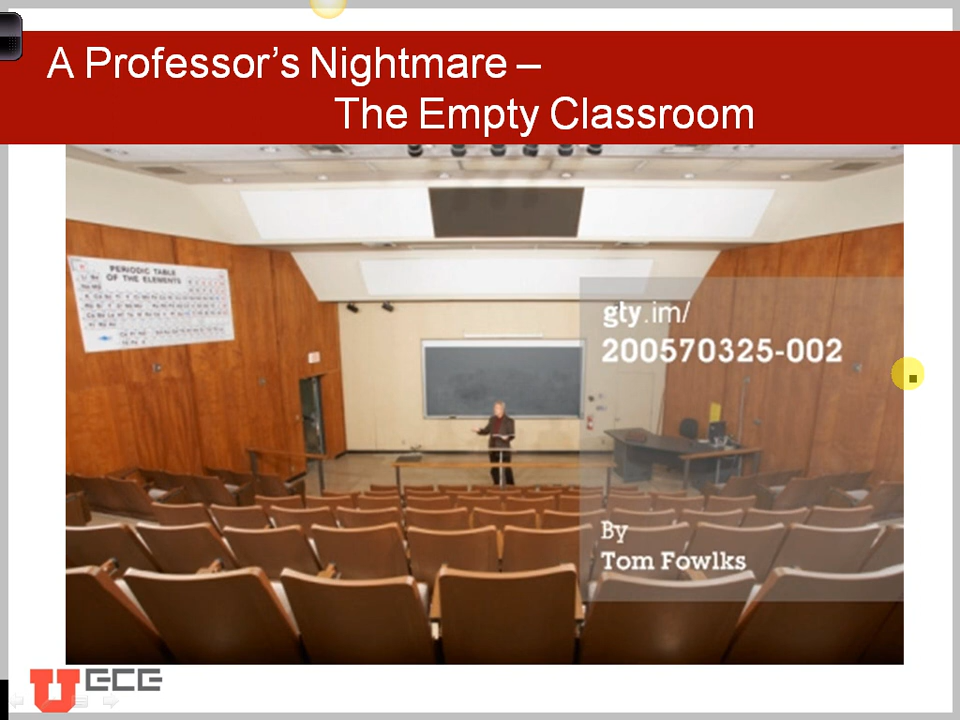 A Professor's Nightmare –
The Empty Classroom
PERIODIC TABLE
OF THE ELEMENTS
gty.im/
200570325-002
By
Tom Fowlks
U ECE